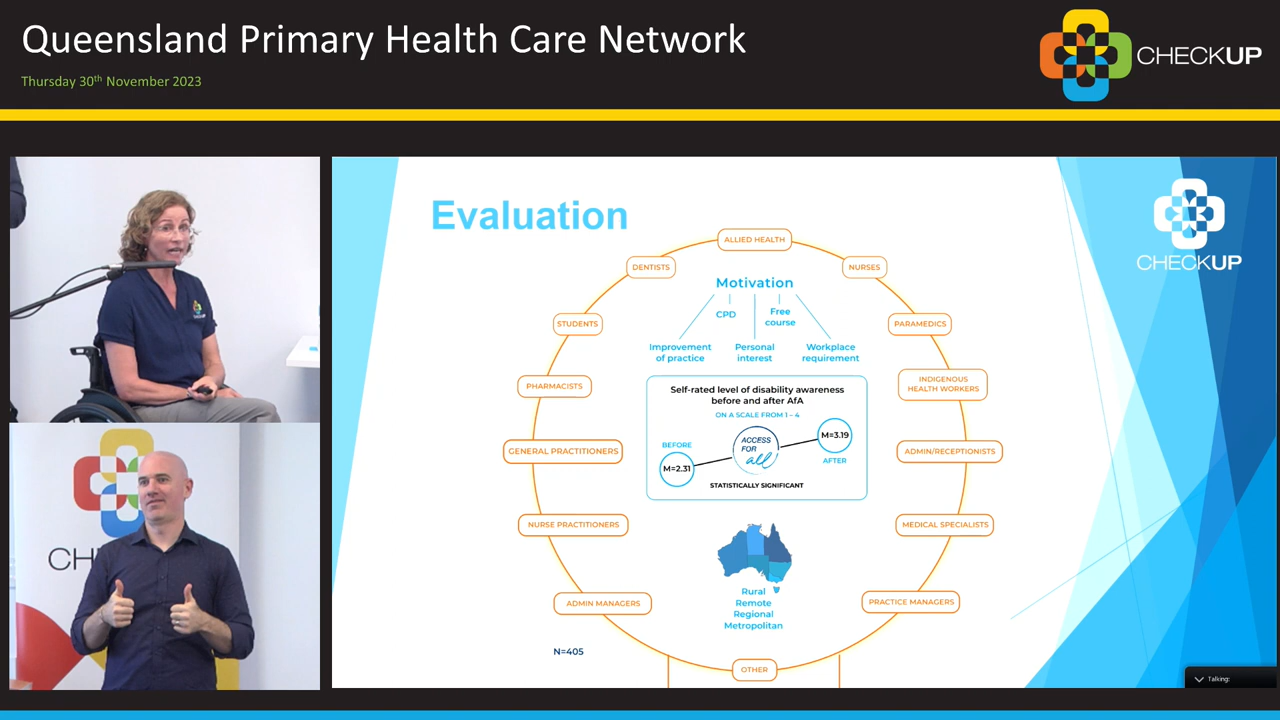 Queensland Primary Health Care Network
Thursday 30th November 2023
CHECKUP
Evaluation
CHECKUP
ALLIED HEALTH
DENTISTS
NURSES
Motivation
CPD
Free
course
STUDENTS
PARAMEDICS
Improvement
of practice
Personal
interest
Workplace
requirement
PHARMACISTS
INDIGENOUS
HEALTH WORKERS
Self-rated level of disability awareness
before and after AfA
ON A SCALE FROM 1 – 4
BEFORE
M=2.31
ACCESS
FOR
all
M=3.19
AFTER
STATISTICALLY SIGNIFICANT
GENERAL PRACTITIONERS
ADMIN/RECEPTIONISTS
NURSE PRACTITIONERS
MEDICAL SPECIALISTS
Rural
Remote
Regional
Metropolitan
ADMIN MANAGERS
PRACTICE MANAGERS
N=405
OTHER
Talking:
CH